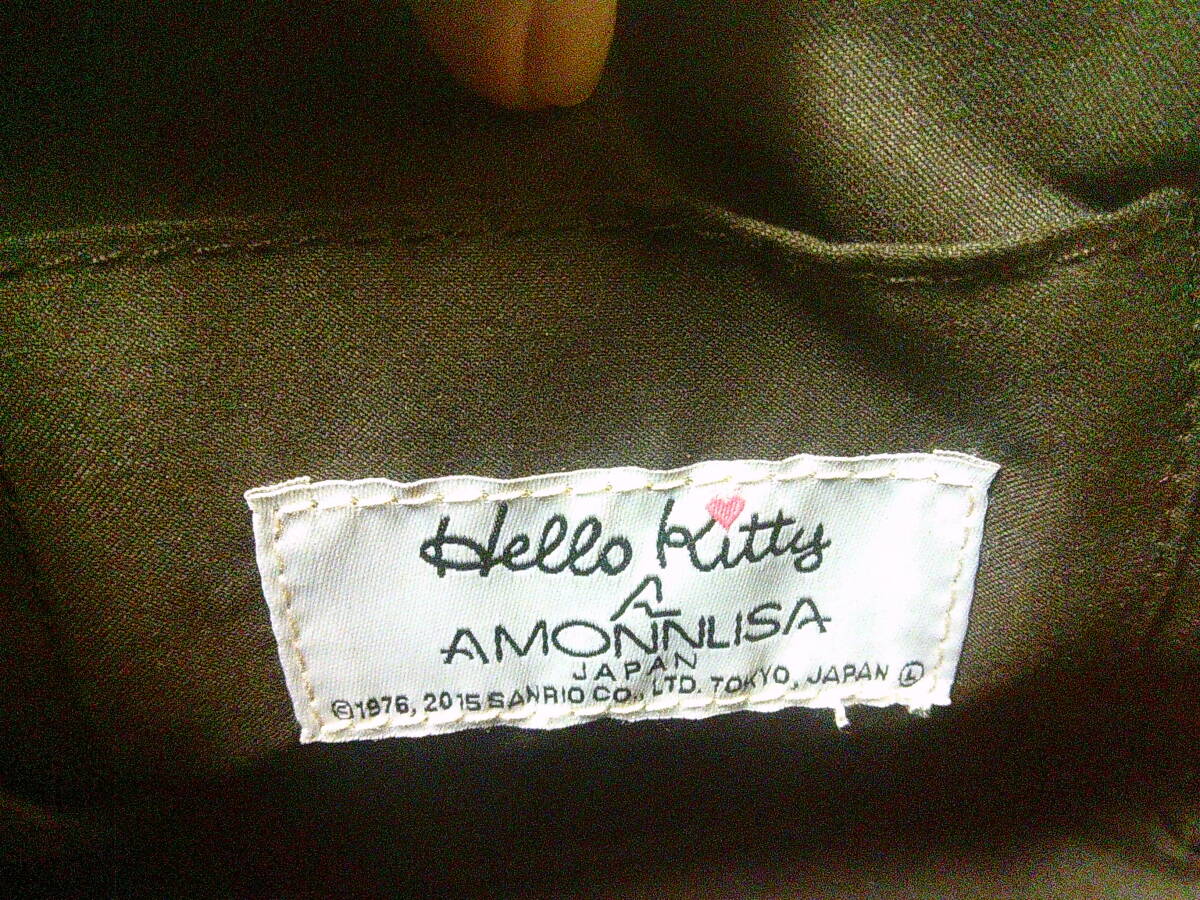 Hello Kitty
AMONNLISA
JAPAN
©1976, 2015 SANRIO CO., LTD. TOKYO, JAPAN Ⓛ